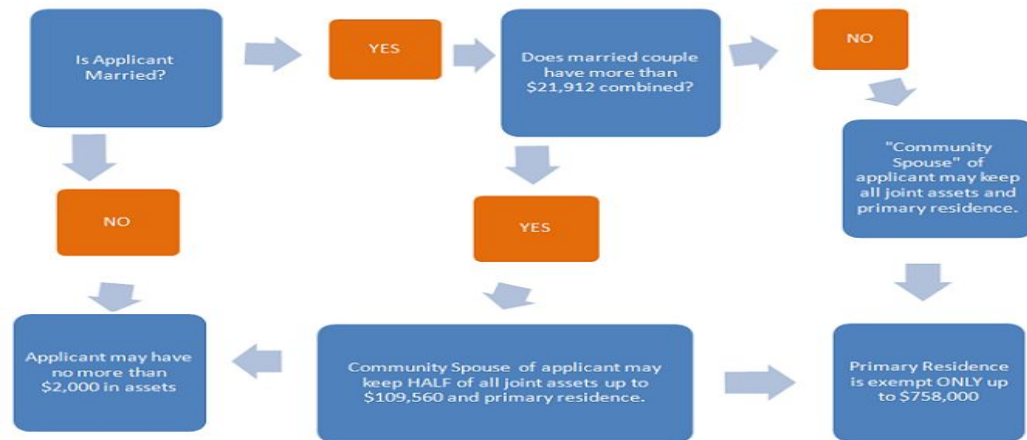 Is Applicant
Married?
YES
Does married couple
have more than
$21,912 combined?
NO
"Community
Spouse" of
applicant may keep
all joint assets and
primary residence.
NO
YES
Applicant may have
no more than
$2,000 in assets
Community Spouse of applicant may
keep HALF of all joint assets up to
$109,560 and primary residence.
Primary Residence
is exempt ONLY up
to $758,000